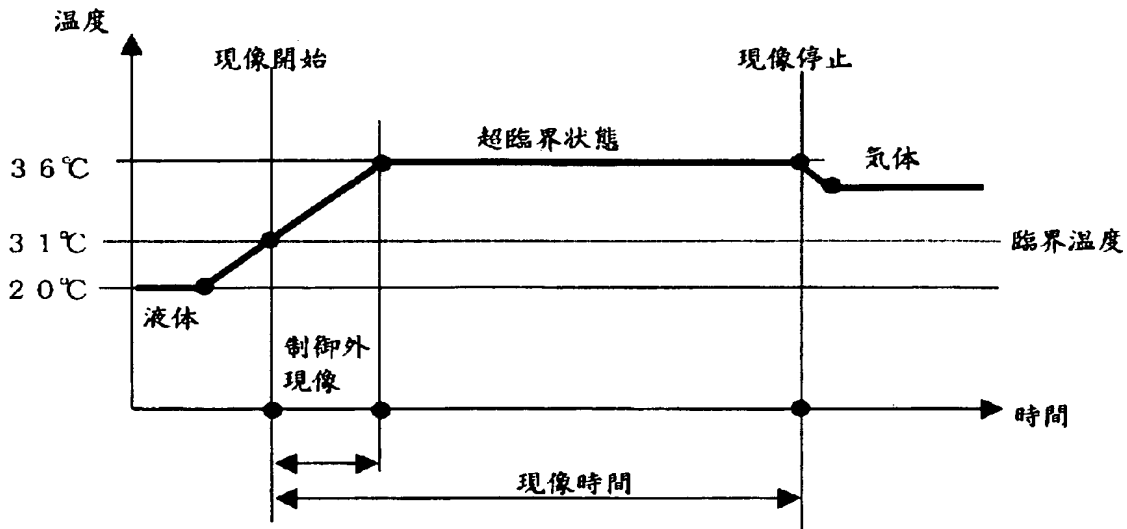 温度
現像開始
現像停止
超臨界状態
気体
36℃
31℃
臨界温度
20℃
液体
制御外
現像
時間
現像時間